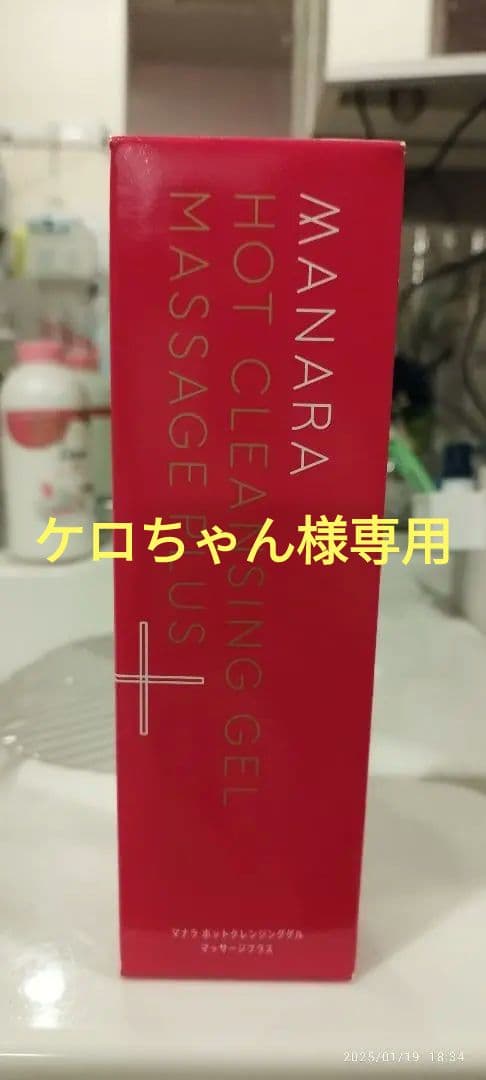 MANARA
HOT CLEANSING GEL
MASSAGE PLUS
ケロちゃん様専用
マナラ ホットクレンジングゲル
マッサージプラス
2025/01/19 18:34